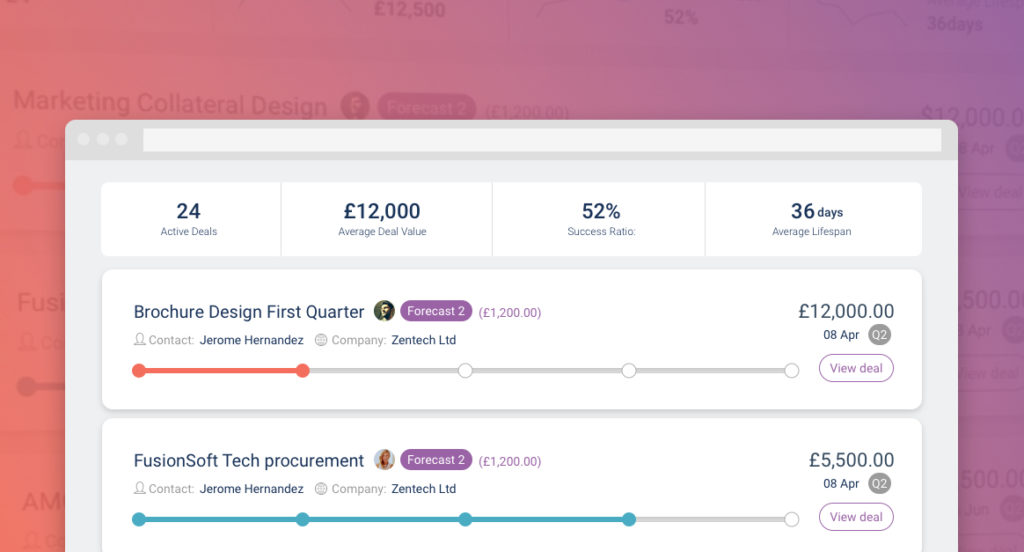 £12,500
52%
36days
Average Lifespan
Marketing Collateral Design Forecast 2 (£1,200.00)
08 Apr Q2
View deal
24
Active Deals
£12,000
Average Deal Value
52%
Success Ratio:
36 days
Average Lifespan
Brochure Design First Quarter Forecast 2 (£1,200.00)
£12,000.00
Contact: Jerome Hernandez Company: Zentech Ltd
08 Apr Q2
View deal
FusionSoft Tech procurement Forecast 2 (£1,200.00)
£5,500.00
Contact: Jerome Hernandez Company: Zentech Ltd
08 Apr Q2
View deal